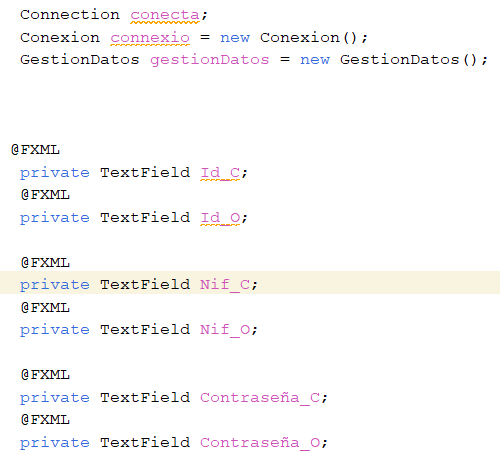 Connection conecta;
Conexion connexio = new Conexion();
GestionDatos gestionDatos = new GestionDatos();
@FXML
private TextField Id_C;
@FXML
private TextField Id_O;
@FXML
private TextField Nif_C;
@FXML
private TextField Nif_O;
@FXML
private TextField Contraseña_C;
@FXML
private TextField Contraseña_O;